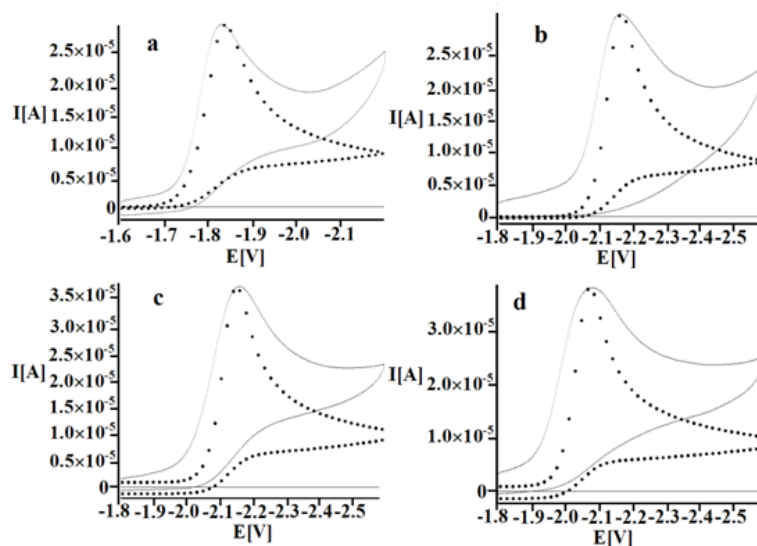 a
2.5×10⁻⁵
2.0×10⁻⁵
1.5×10⁻⁵
I[A]
1.0×10⁻⁵
0.5×10⁻⁵
0
-1.6 -1.7 -1.8 -1.9 -2.0 -2.1
E[V]
b
2.5×10⁻⁵
2.0×10⁻⁵
1.5×10⁻⁵
I[A]
1.0×10⁻⁵
0.5×10⁻⁵
0
-1.8 -1.9 -2.0 -2.1 -2.2 -2.3 -2.4 -2.5
E[V]
c
3.5×10⁻⁵
3.0×10⁻⁵
2.5×10⁻⁵
I[A]
2.0×10⁻⁵
1.5×10⁻⁵
0.5×10⁻⁵
0
-1.8 -1.9 -2.0 -2.1 -2.2 -2.3 -2.4 -2.5
E[V]
d
3.0×10⁻⁵
I[A]
2.0×10⁻⁵
1.0×10⁻⁵
0
-1.8 -1.9 -2.0 -2.1 -2.2 -2.3 -2.4 -2.5
E[V]